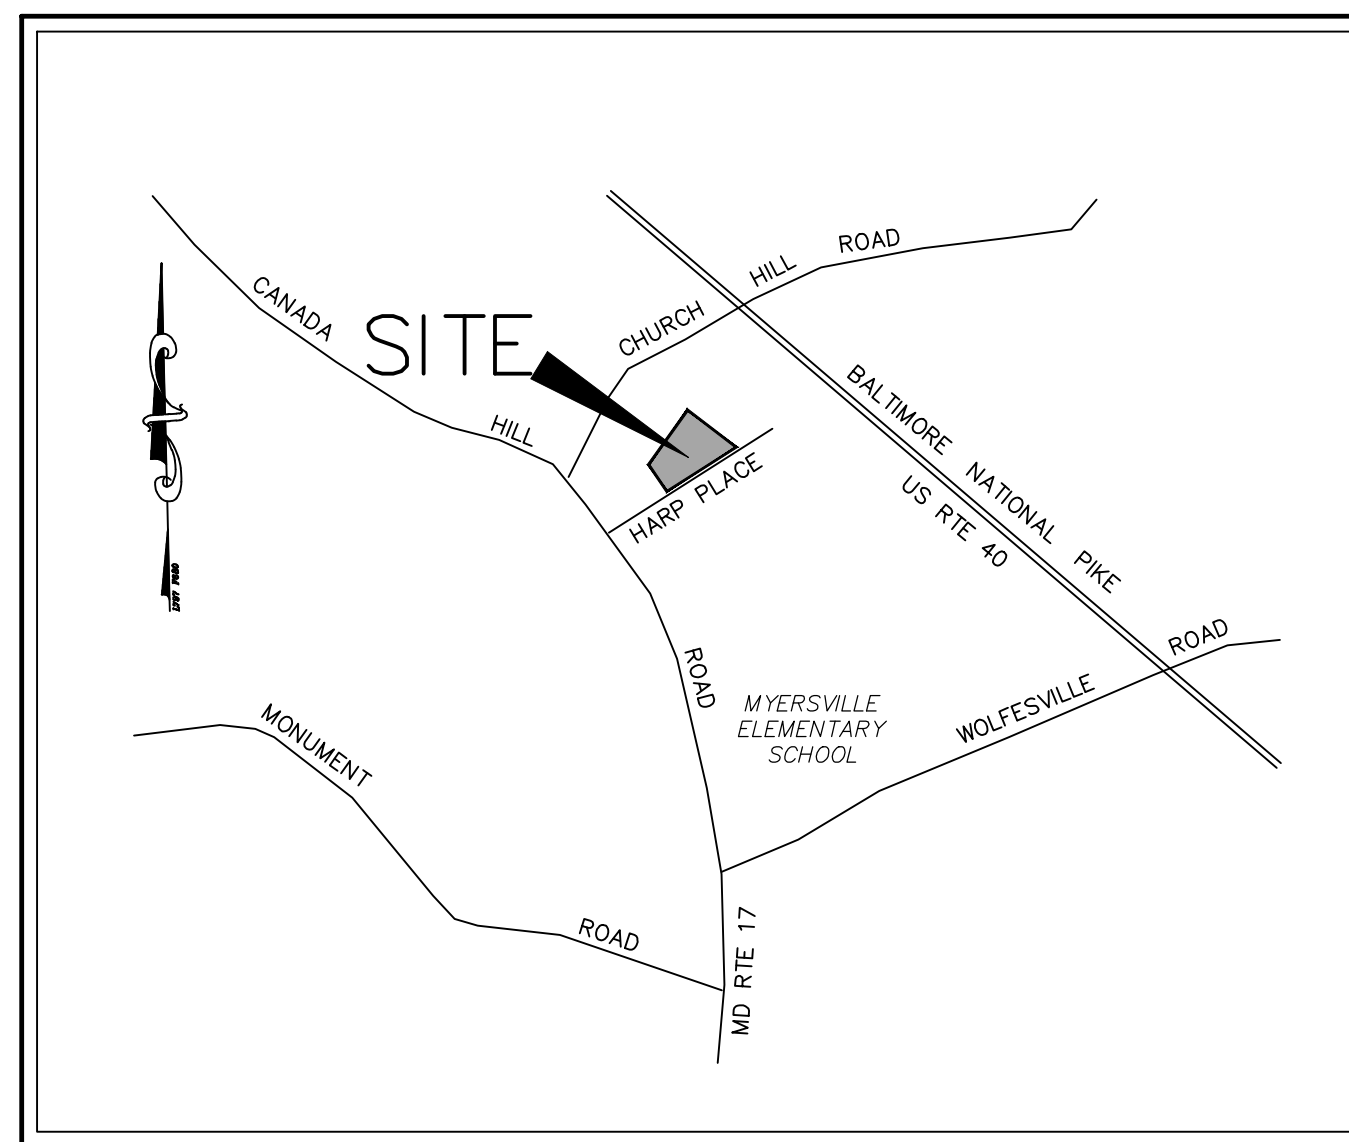 ROAD
HILL
CHURCH
CANADA
SITE
HILL
BALTIMORE NATIONAL PIKE
US RTE 40
HARP PLACE
ROAD
ROAD
WOLFESVILLE
MYERSVILLE
ELEMENTARY
SCHOOL
MONUMENT
ROAD
MD RTE 17